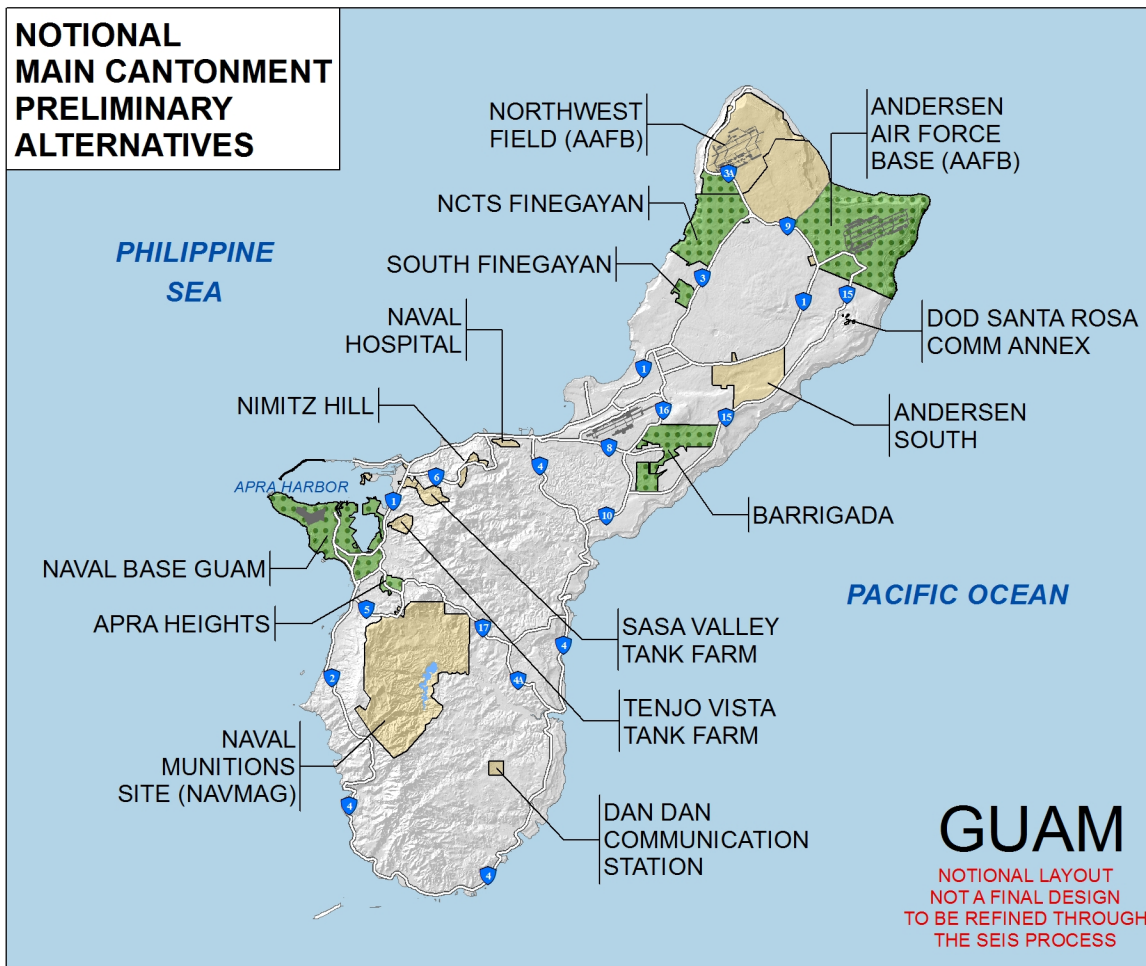 NOTIONAL
MAIN CANTONMENT
PRELIMINARY
ALTERNATIVES
NORTHWEST
FIELD (AAFB)
ANDERSEN
AIR FORCE
BASE (AAFB)
3A
NCTS FINEGAYAN
9
PHILIPPINE
SEA
SOUTH FINEGAYAN
3
1
15
NAVAL
HOSPITAL
DOD SANTA ROSA
COMM ANNEX
1
NIMITZ HILL
16
15
ANDERSEN
SOUTH
8
4
6
APRA HARBOR
1
10
BARRIGADA
NAVAL BASE GUAM
PACIFIC OCEAN
5
APRA HEIGHTS
17
4
SASA VALLEY
TANK FARM
2
4A
TENJO VISTA
TANK FARM
NAVAL
MUNITIONS
SITE (NAVMAG)
4
DAN DAN
COMMUNICATION
STATION
4
GUAM
NOTIONAL LAYOUT
NOT A FINAL DESIGN
TO BE REFINED THROUGH
THE SEIS PROCESS